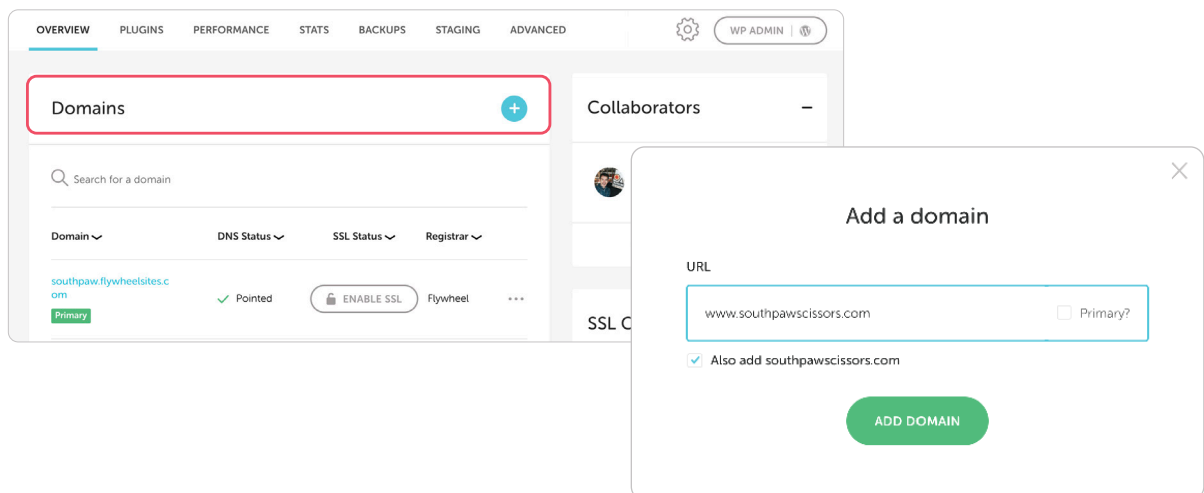 OVERVIEW PLUGINS PERFORMANCE STATS BACKUPS STAGING ADVANCED WP ADMIN
Domains
Collaborators
Search for a domain
Domain DNS Status SSL Status Registrar
southpaw.flywheelsites.c
om
Pointed ENABLE SSL Flywheel
Primary
SSL C
Add a domain
URL
www.southpawscissors.com Primary?
Also add southpawscissors.com
ADD DOMAIN